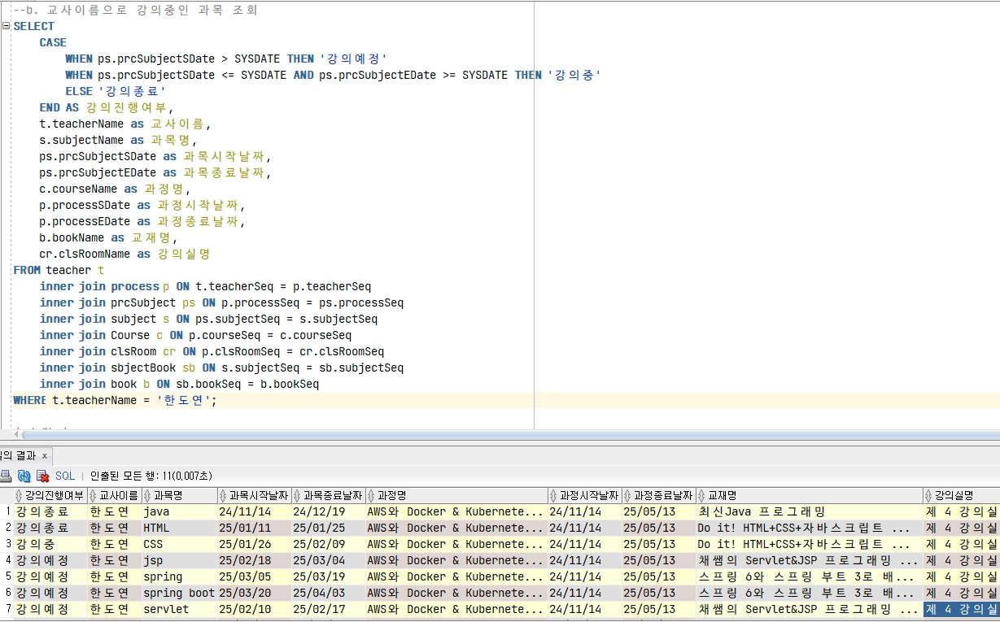 --b. 교사이름으로 강의중인 과목 조회
SELECT
CASE
WHEN ps.prcSubjectSDate > SYSDATE THEN '강의예정'
WHEN ps.prcSubjectSDate <= SYSDATE AND ps.prcSubjectEDate >= SYSDATE THEN '강의중'
ELSE '강의종료'
END AS 강의진행여부,
t.teacherName as 교사이름,
s.subjectName as 과목명,
ps.prcSubjectSDate as 과목시작날짜,
ps.prcSubjectEDate as 과목종료날짜,
c.courseName as 과정명,
p.processSDate as 과정시작날짜,
p.processEDate as 과정종료날짜,
b.bookName as 교재명,
cr.clsRoomName as 강의실명
FROM teacher t
inner join process p ON t.teacherSeq = p.teacherSeq
inner join prcSubject ps ON p.processSeq = ps.processSeq
inner join subject s ON ps.subjectSeq = s.subjectSeq
inner join Course c ON p.courseSeq = c.courseSeq
inner join clsRoom cr ON p.clsRoomSeq = cr.clsRoomSeq
inner join sbjectBook sb ON s.subjectSeq = sb.subjectSeq
inner join book b ON sb.bookSeq = b.bookSeq
WHERE t.teacherName = '한도연';
의 결과 x
SQL | 인출된 모든 행: 11(0,007초)
강의진행여부 교사이름 과목명 과목시작날짜 과목종료날짜 과정명 과정시작날짜 과정종료날짜 교재명 강의실명
1 강의종료 한도연 java 24/11/14 24/12/19 AWS와 Docker & Kubernete... 24/11/14 25/05/13 최신Java 프로그래밍 제 4 강의실
2 강의종료 한도연 HTML 25/01/11 25/01/25 AWS와 Docker & Kubernete... 24/11/14 25/05/13 Do it! HTML+CSS+자바스크립트 ... 제 4 강의실
3 강의중 한도연 CSS 25/01/26 25/02/09 AWS와 Docker & Kubernete... 24/11/14 25/05/13 Do it! HTML+CSS+자바스크립트 ... 제 4 강의실
4 강의예정 한도연 jsp 25/02/18 25/03/04 AWS와 Docker & Kubernete... 24/11/14 25/05/13 채쌤의 Servlet&JSP 프로그래밍 ... 제 4 강의실
5 강의예정 한도연 spring 25/03/05 25/03/19 AWS와 Docker & Kubernete... 24/11/14 25/05/13 스프링 6와 스프링 부트 3로 배... 제 4 강의실
6 강의예정 한도연 spring boot 25/03/20 25/04/03 AWS와 Docker & Kubernete... 24/11/14 25/05/13 스프링 6와 스프링 부트 3로 배... 제 4 강의실
7 강의예정 한도연 servlet 25/02/10 25/02/17 AWS와 Docker & Kubernete... 24/11/14 25/05/13 채쌤의 Servlet&JSP 프로그래밍 ... 제 4 강의실